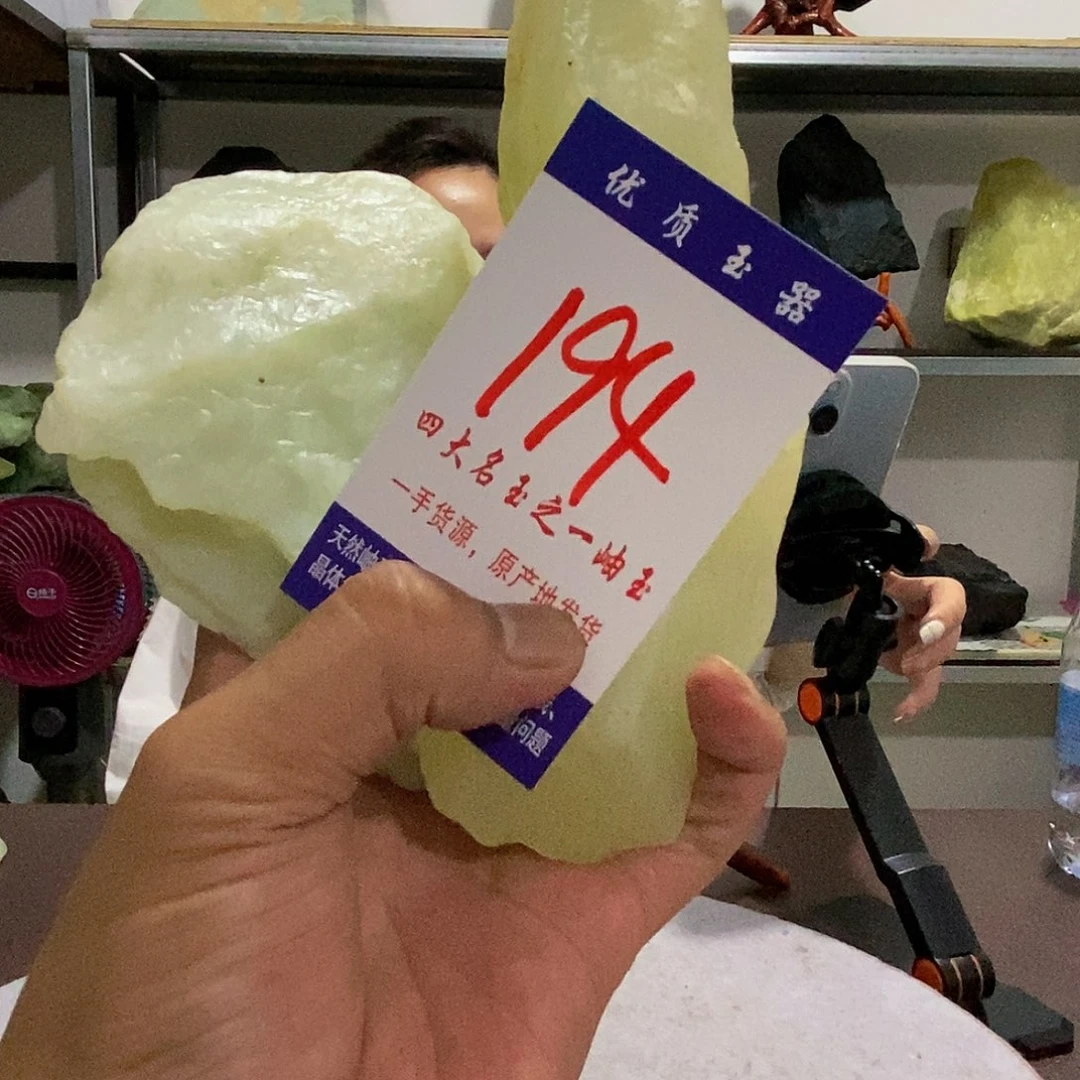 优质玉器
194
四大名玉之一岫玉
一手货源，原产地发货
天然岫
晶体
问题